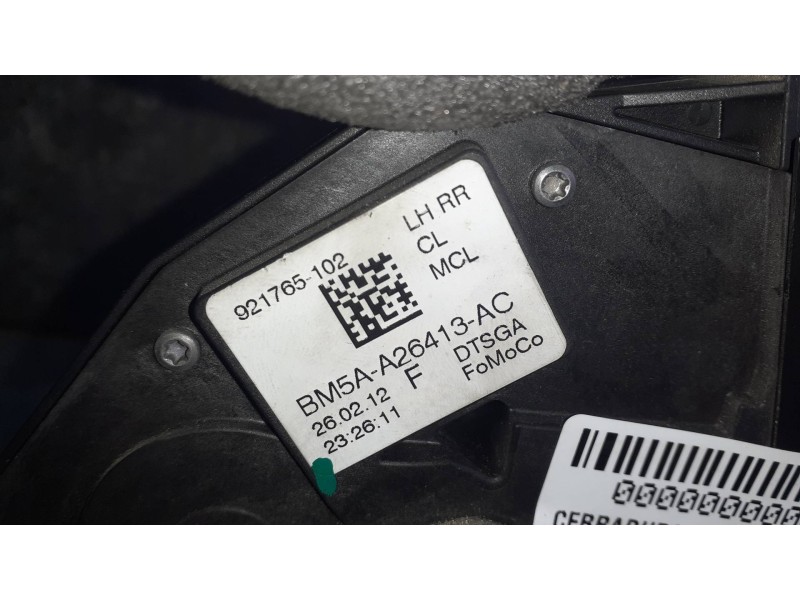 LH RR
CL
MCL
921765-102
BM5A-A26413-AC
26.02.12 F DTSGA
23:26:11 FoMoCo